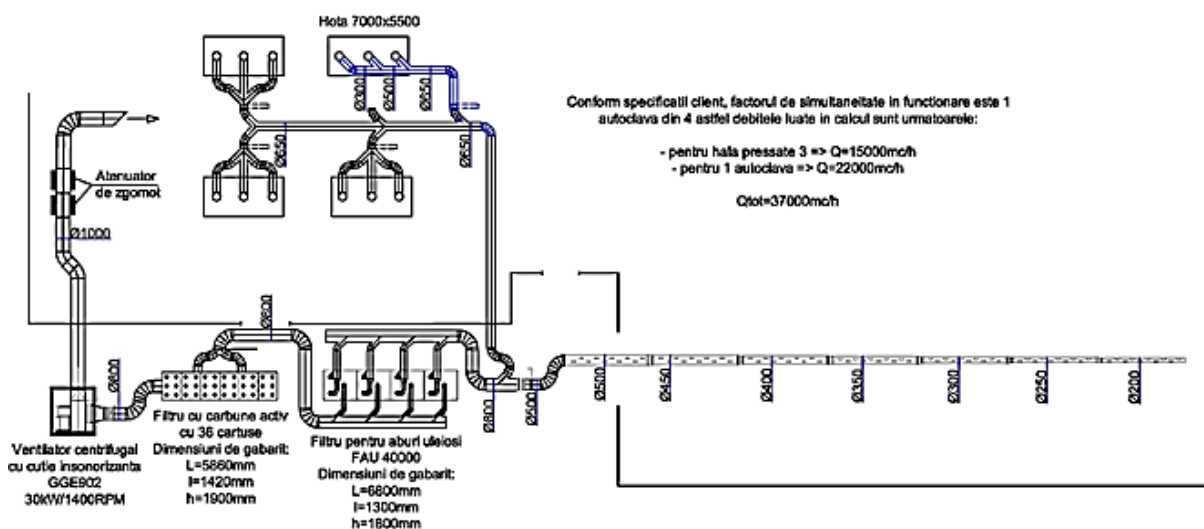 Hota 7000x5500
Ø300
Ø500
Ø650
Conform specificatii client, factorul de simultaneitate in functionare este 1
autoclava din 4 astfel debitele luate in calcul sunt urmatoarele:
- pentru hala pressate 3 => Q=15000mc/h
- pentru 1 autoclava => Q=22000mc/h
Qtot=37000mc/h
Ø650
Ø650
Atenuator
de zgomot
Ø1000
Ø800
Ø800
Ø800
Ø500
Ø500
Ø450
Ø400
Ø350
Ø300
Ø250
Ø200
Ventilator centrifugal
cu cutie insonorizanta
GGE902
30kW/1400RPM
Filtru cu carbune activ
cu 36 cartuse
Dimensiuni de gabarit:
L=5860mm
l=1420mm
h=1900mm
Filtru pentru aburi uleiosi
FAU 40000
Dimensiuni de gabarit:
L=6800mm
l=1300mm
h=1800mm